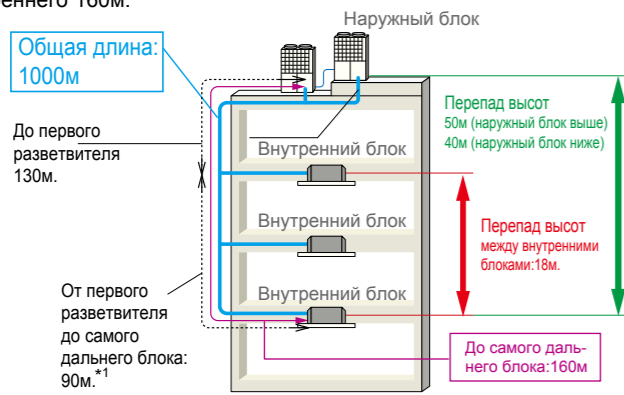 реннего 160м.
Наружный блок
Общая длина:
1000м
До первого
разветвителя
130м.
Внутренний блок
Перепад высот
50м (наружный блок выше)
40м (наружный блок ниже)
Внутренний блок
Перепад высот
между внутренними
блоками:18м.
От первого
разветвителя
до самого
дальнего блока:
90м.*1
Внутренний блок
До самого даль-
него блока:160м